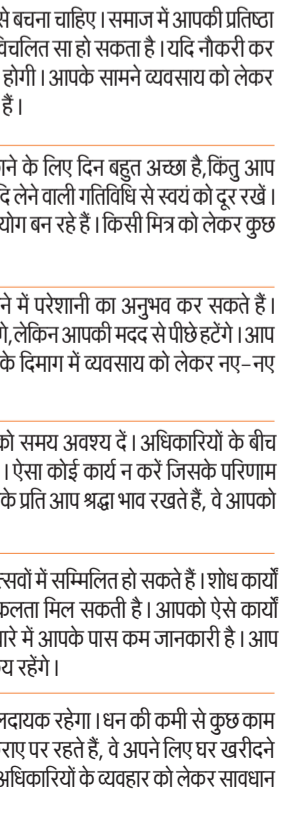 से बचना चाहिए। समाज में आपकी प्रतिष्ठा
विचलित सा हो सकता है। यदि नौकरी कर
होगी। आपके सामने व्यवसाय को लेकर
हैं।
के लिए दिन बहुत अच्छा है,किंतु आप
लेने वाली गतिविधि से स्वयं को दूर रखें।
योग बन रहे हैं। किसी मित्र को लेकर कुछ
ने में परेशानी का अनुभव कर सकते हैं।
गे,लेकिन आपकी मदद से पीछे हटेंगे। आप
के दिमाग में व्यवसाय को लेकर नए-नए
को समय अवश्य दें। अधिकारियों के बीच
। ऐसा कोई कार्य न करें जिसके परिणाम
के प्रति आप श्रद्धा भाव रखते हैं, वे आपको
त्सवों में सम्मिलित हो सकते हैं। शोध कार्यों
फलता मिल सकती है। आपको ऐसे कार्यों
बारे में आपके पास कम जानकारी है। आप
य रहेंगे।
लदायक रहेगा। धन की कमी से कुछ काम
राए पर रहते हैं, वे अपने लिए घर खरीदने
अधिकारियों के व्यवहार को लेकर सावधान